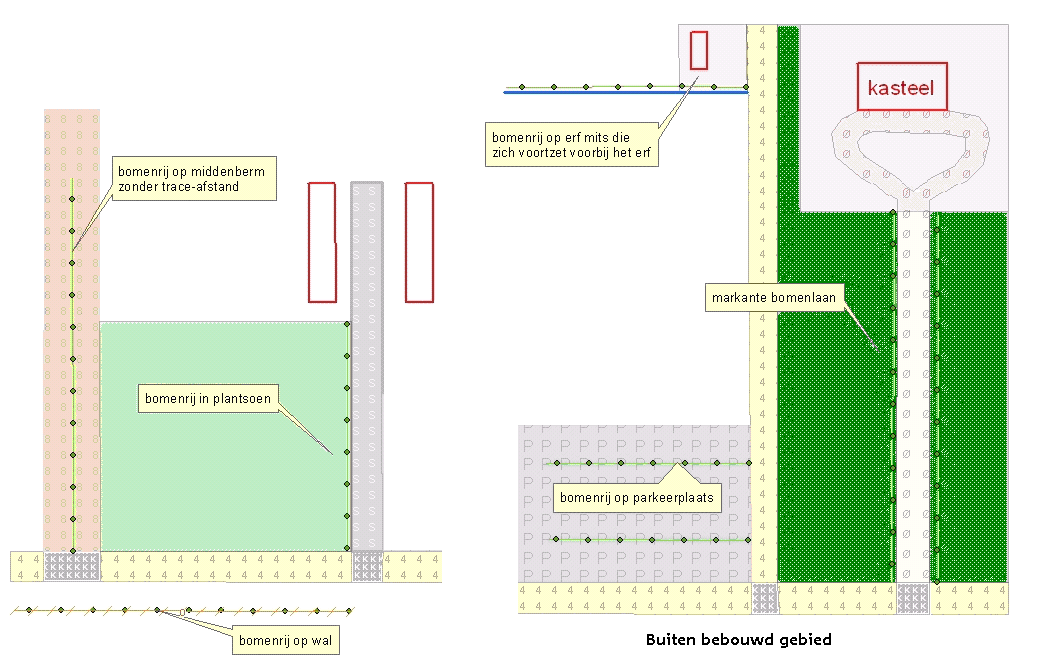 kasteel
bomenrij op erf mits die
zich voortzet voorbij het erf
bomenrij op middenberm
zonder trace-afstand
markante bomenlaan
bomenrij in plantsoen
bomenrij op parkeerplaats
bomenrij op wal
Buiten bebouwd gebied